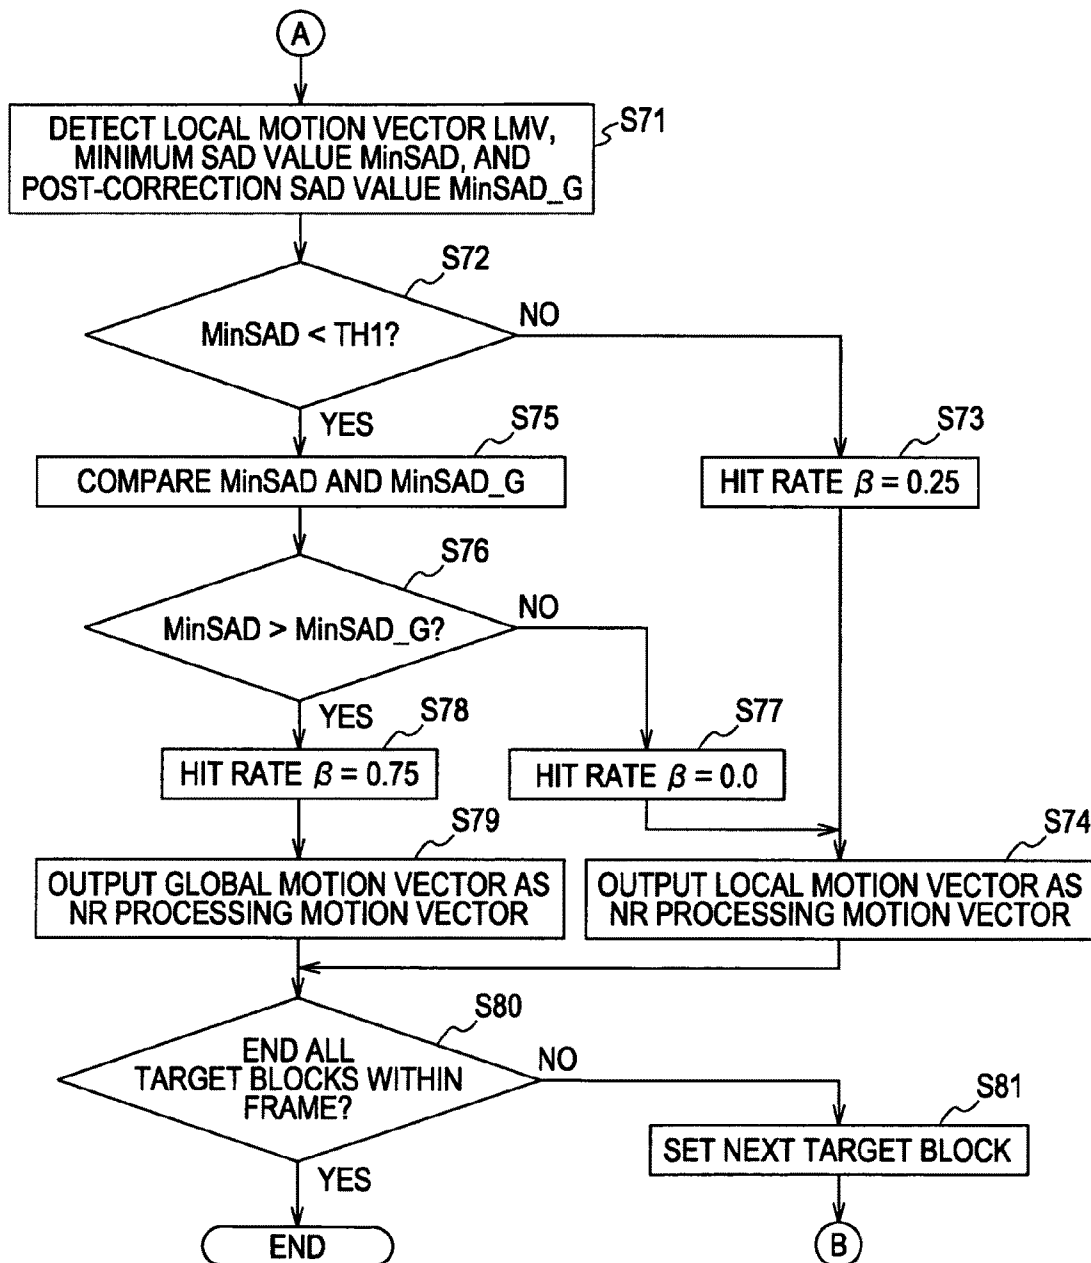 A
DETECT LOCAL MOTION VECTOR LMV,
MINIMUM SAD VALUE MinSAD, AND
POST-CORRECTION SAD VALUE MinSAD_G
S71
S72
MinSAD < TH1?
NO
YES
S75
COMPARE MinSAD AND MinSAD_G
S73
HIT RATE β = 0.25
S76
MinSAD > MinSAD_G?
NO
YES
S78
HIT RATE β = 0.75
S77
HIT RATE β = 0.0
S79
OUTPUT GLOBAL MOTION VECTOR AS
NR PROCESSING MOTION VECTOR
S74
OUTPUT LOCAL MOTION VECTOR AS
NR PROCESSING MOTION VECTOR
S80
END ALL
TARGET BLOCKS WITHIN
FRAME?
NO
YES
S81
SET NEXT TARGET BLOCK
END
B